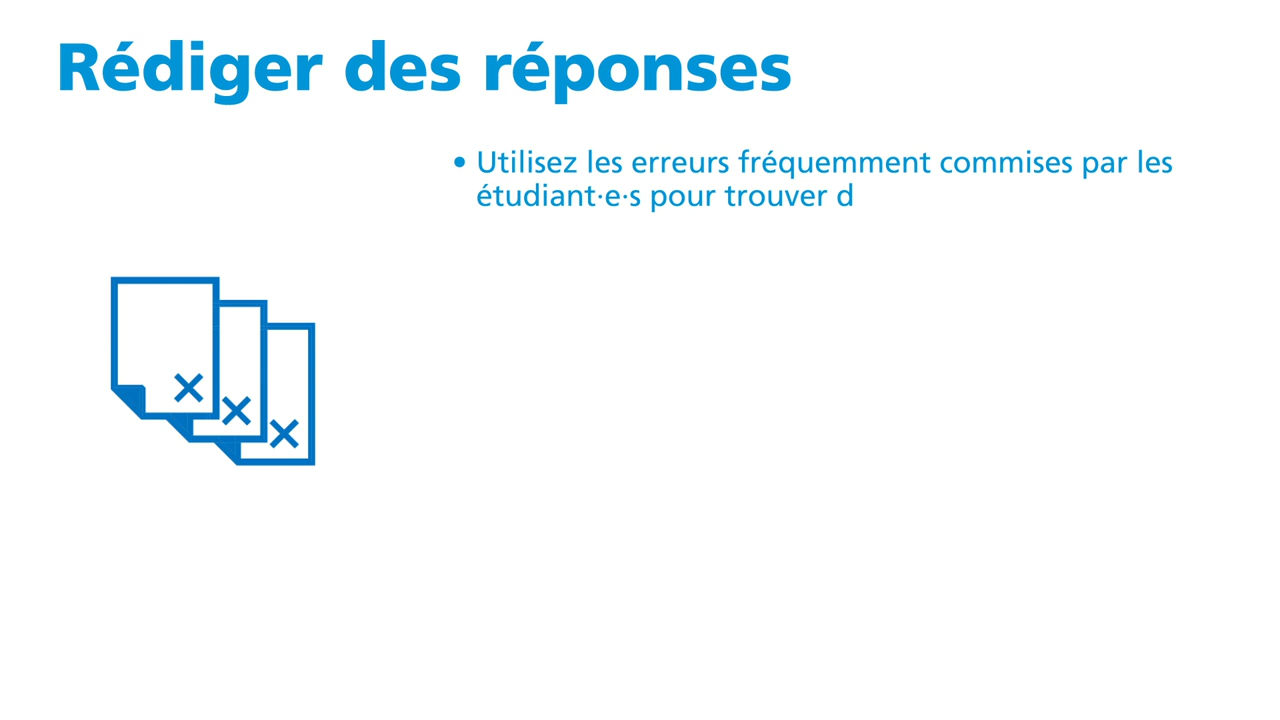 Rédiger des réponses
• Utilisez les erreurs fréquemment commises par les
étudiant·e·s pour trouver d